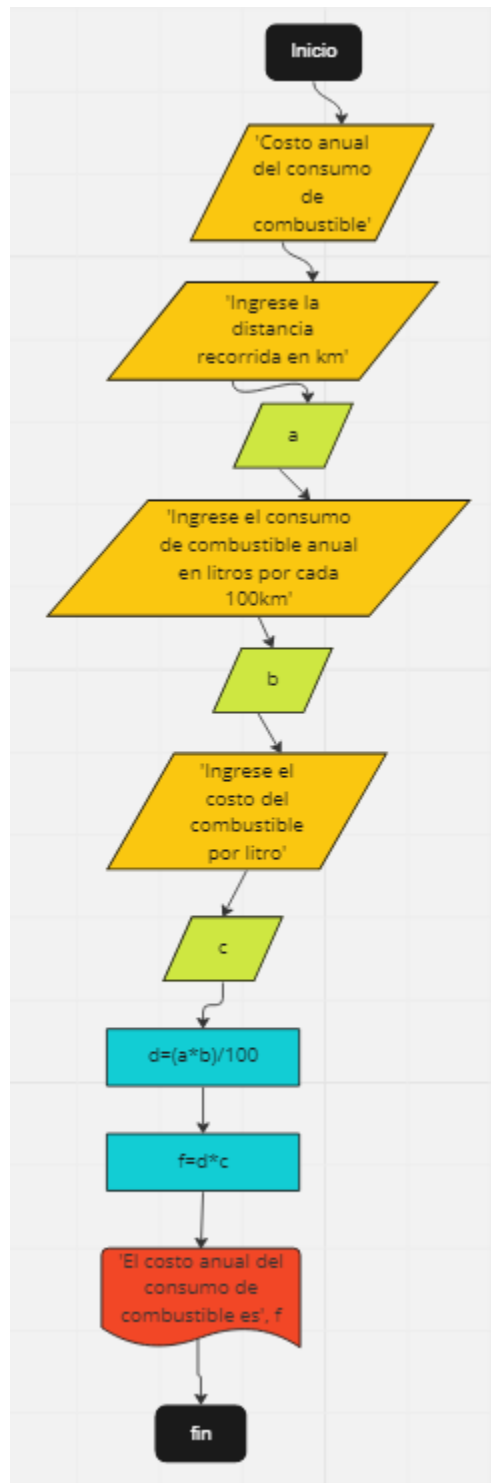 Inicio
'Costo anual
del consumo
de
combustible'
'Ingrese la
distancia
recorrida en km'
a
'Ingrese el consumo
de combustible anual
en litros por cada
100km'
b
'Ingrese el
costo del
combustible
por litro'
c
d=(a*b)/100
f=d*c
'El costo anual del
consumo de
combustible es', f
fin